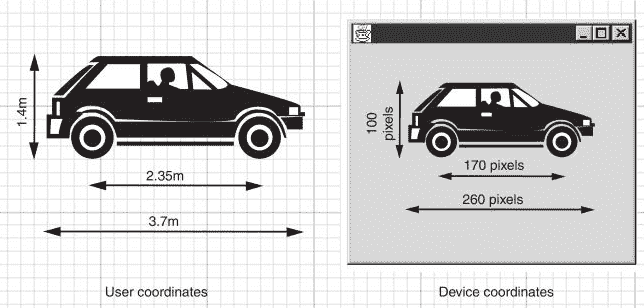 1.4m
2.35m
3.7m
User coordinates
100
pixels
170 pixels
260 pixels
Device coordinates